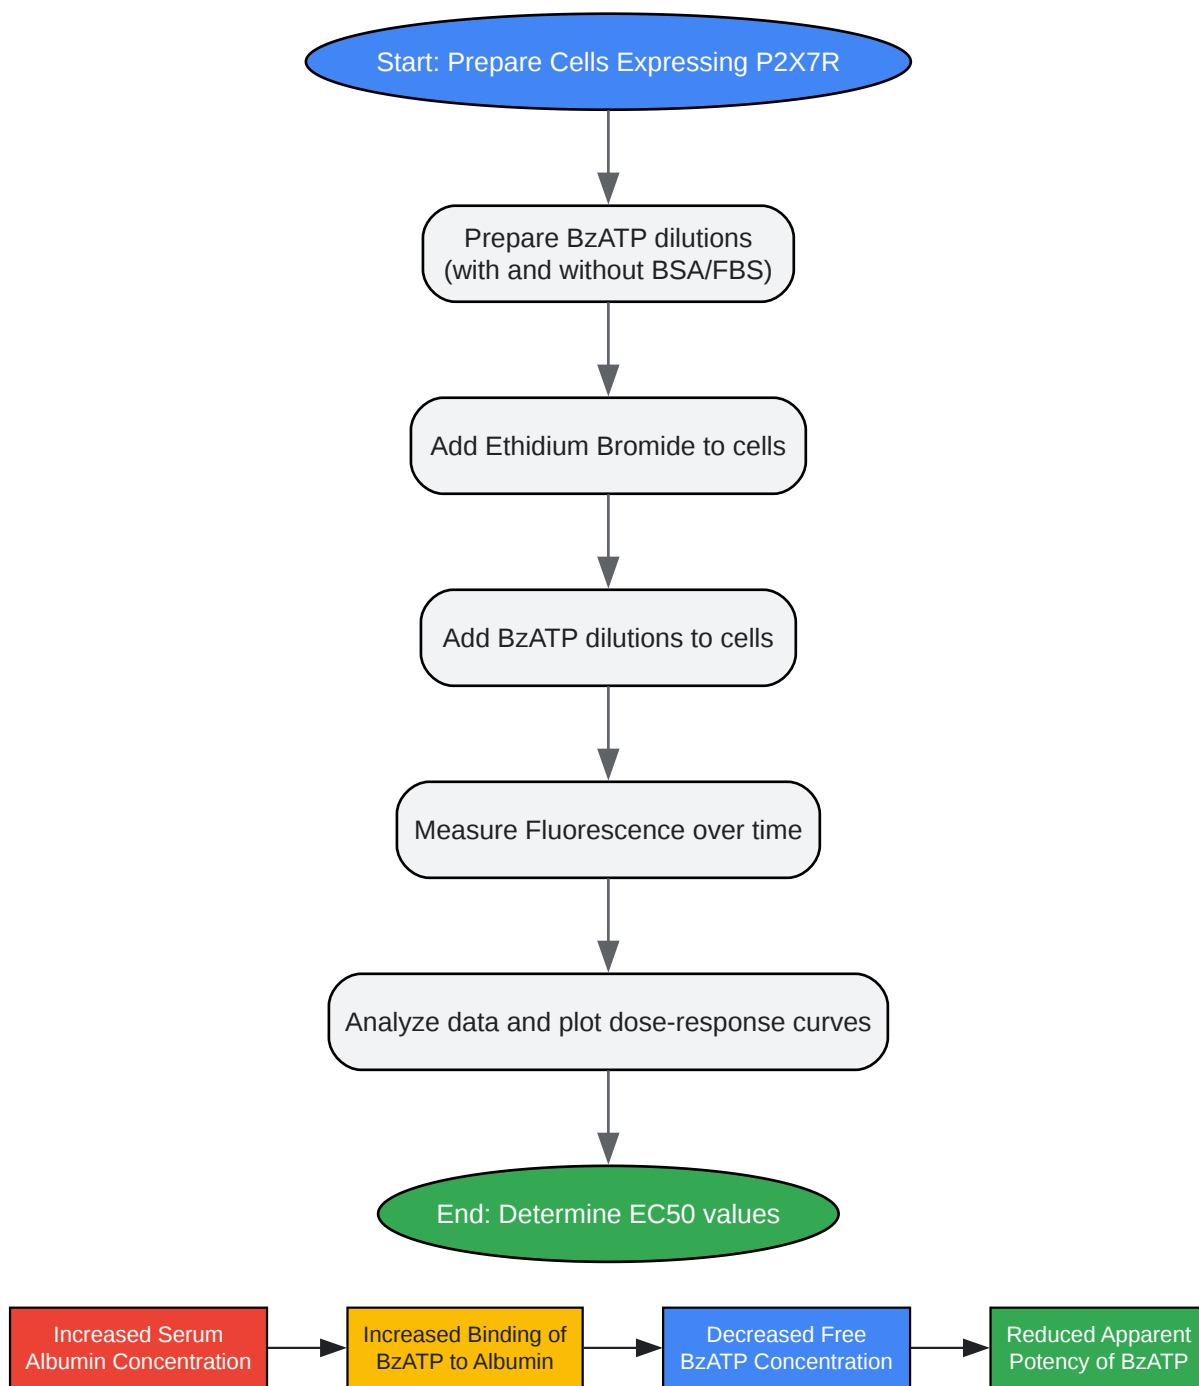 Start: Prepare Cells Expressing P2X7R
Prepare BzATP dilutions
(with and without BSA/FBS)
Add Ethidium Bromide to cells
Add BzATP dilutions to cells
Measure Fluorescence over time
Analyze data and plot dose-response curves
End: Determine EC50 values
Increased Serum
Albumin Concentration
Increased Binding of
BzATP to Albumin
Decreased Free
BzATP Concentration
Reduced Apparent
Potency of BzATP